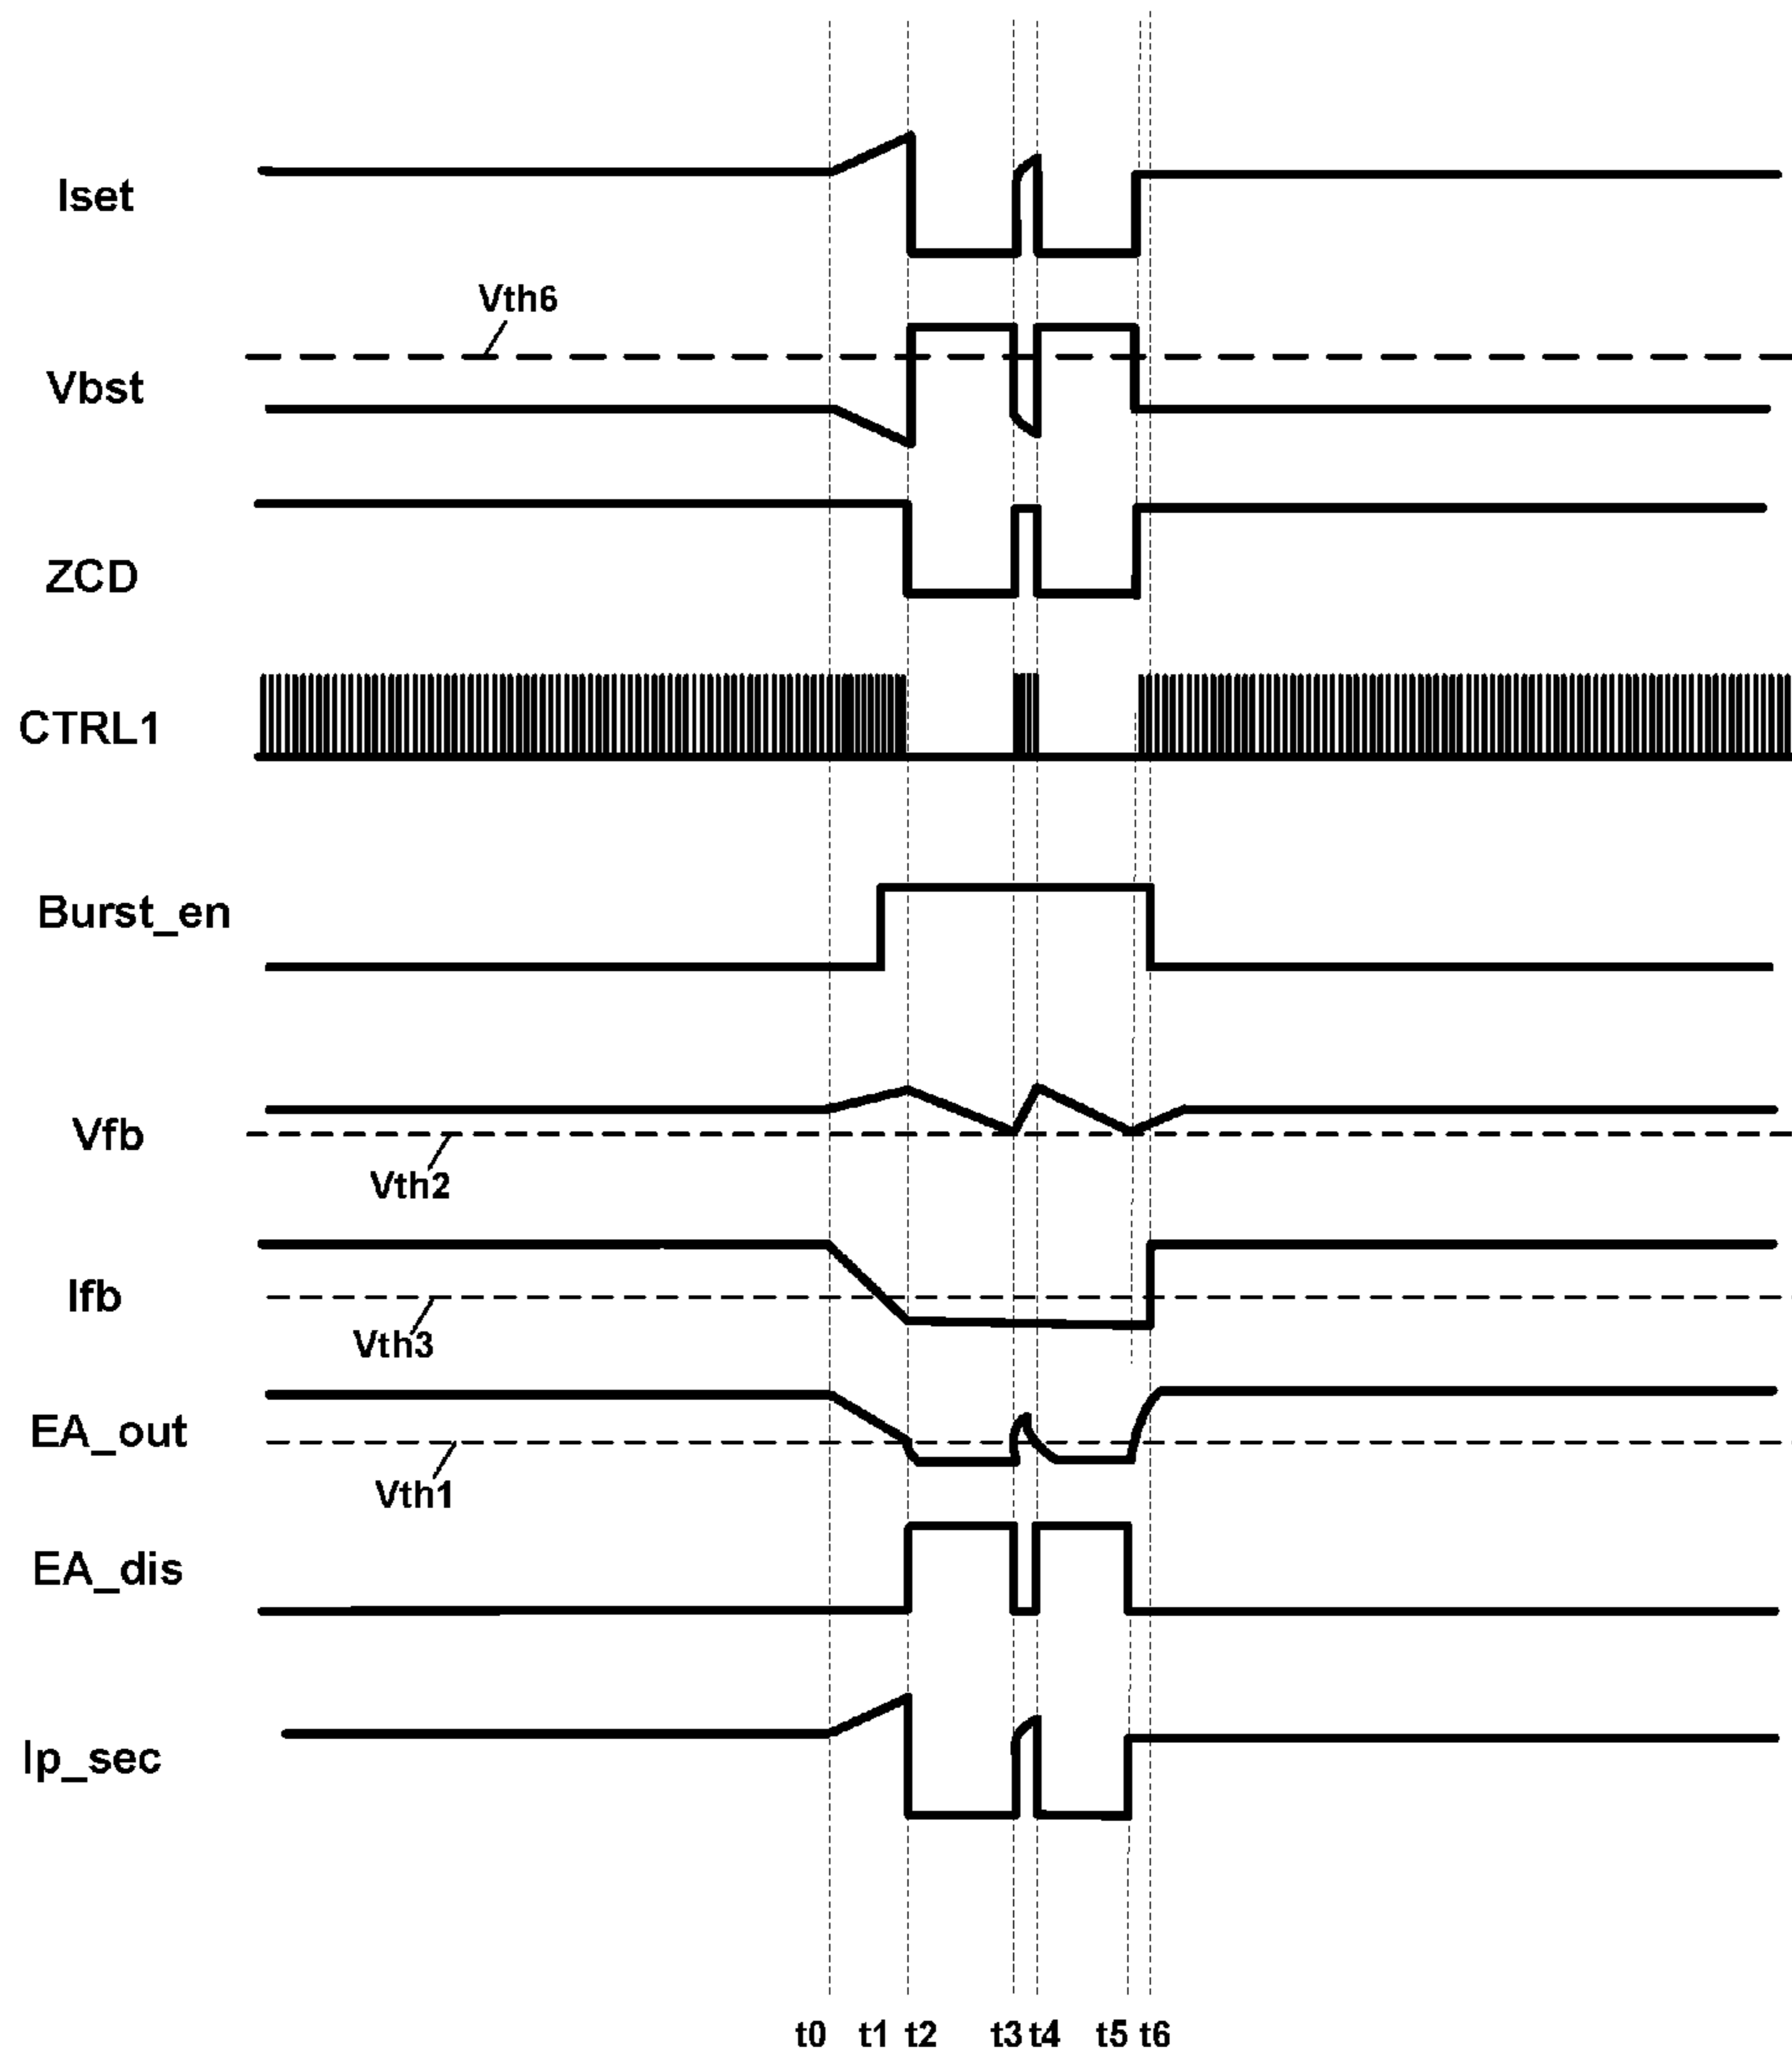 Iset
Vth6
Vbst
ZCD
CTRL1
Burst_en
Vfb
Vth2
Ifb
Vth3
EA_out
Vth1
EA_dis
Ip_sec
t0 t1 t2 t3 t4 t5 t6